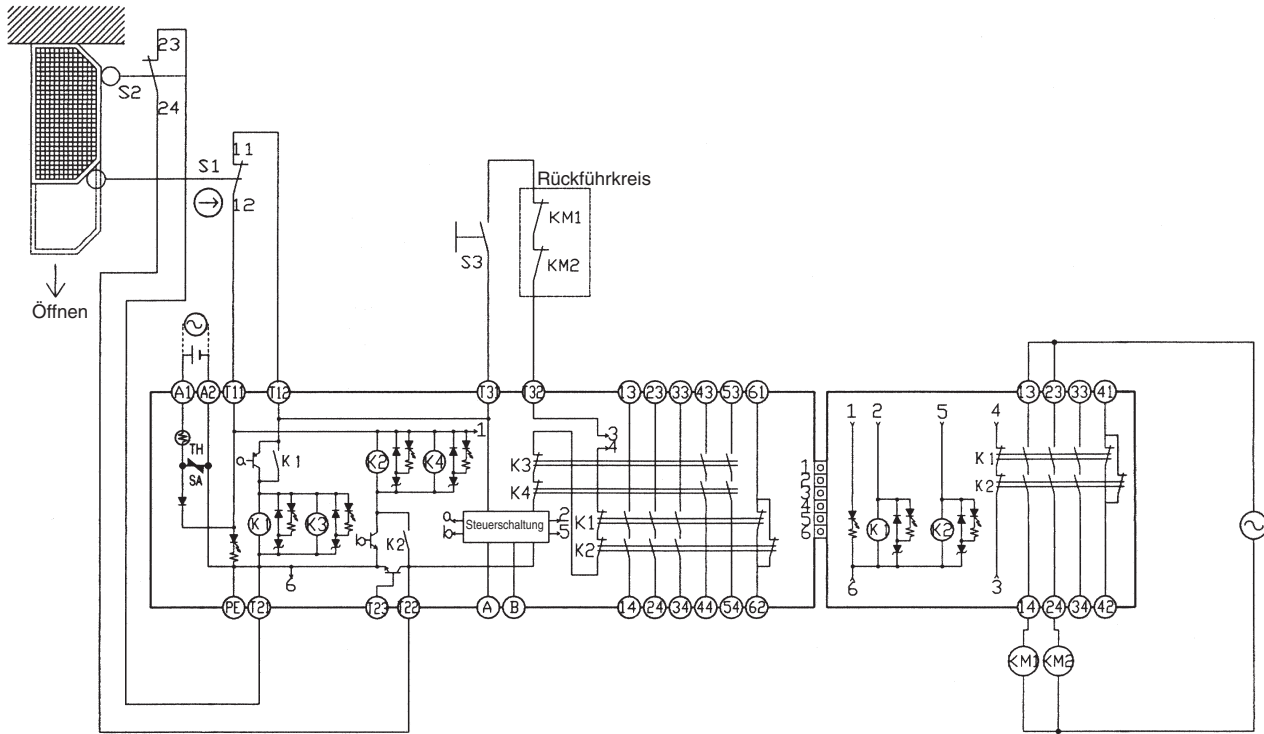 23
S2
24
11
S1
12
Öffnen
Rückführkreis
KM1
KM2
S3
A1 A2 T11 T12 T31 T32 13 23 33 43 53 61
13 23 33 41
TH
SA
a
K1
K2
K4
1
3
4
K3
K4
K1
K3
b
K2
a
b
Steuerschaltung
2
5
K1
K2
6
1
2
3
4
5
6
1 2 5 4
K1
K2
K1
K2
6
3
PE T21 T23 T22 A B 14 24 34 44 54 62
14 24 34 42
KM1 KM2